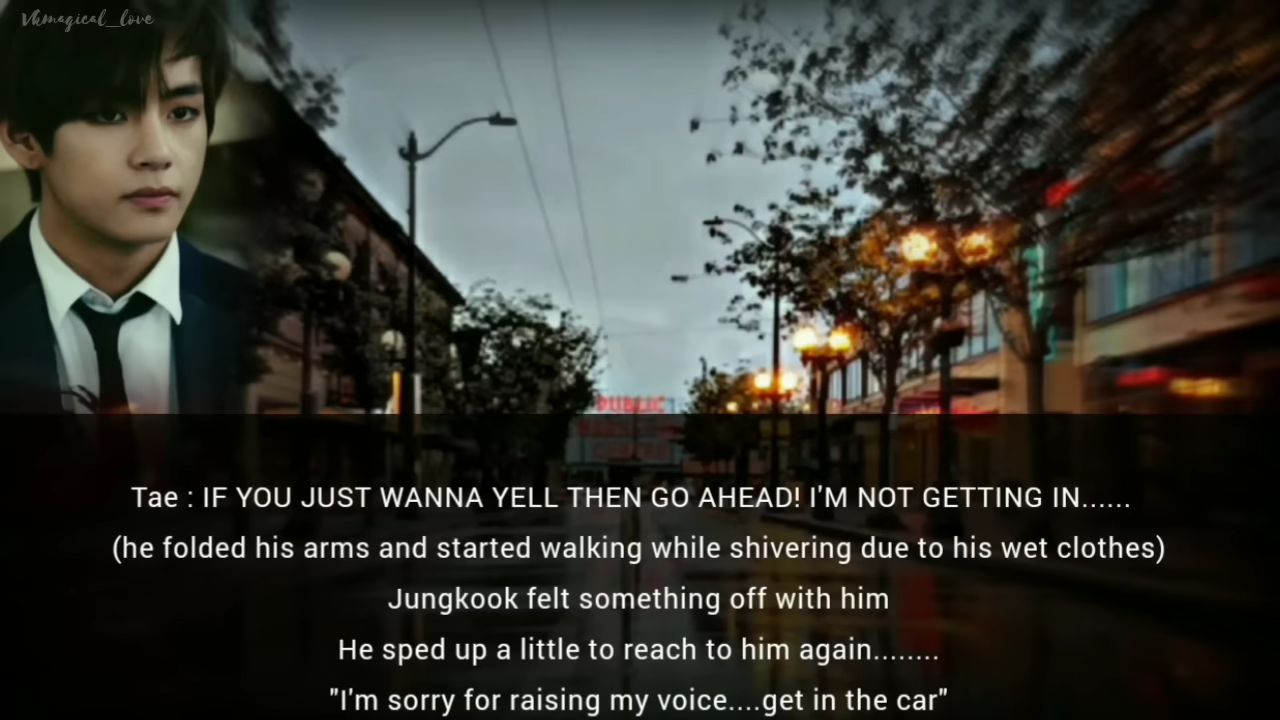 Vkmagical_love
PUBLIC
Tae : IF YOU JUST WANNA YELL THEN GO AHEAD! I'M NOT GETTING IN......
(he folded his arms and started walking while shivering due to his wet clothes)
Jungkook felt something off with him
He sped up a little to reach to him again........
"I'm sorry for raising my voice....get in the car"